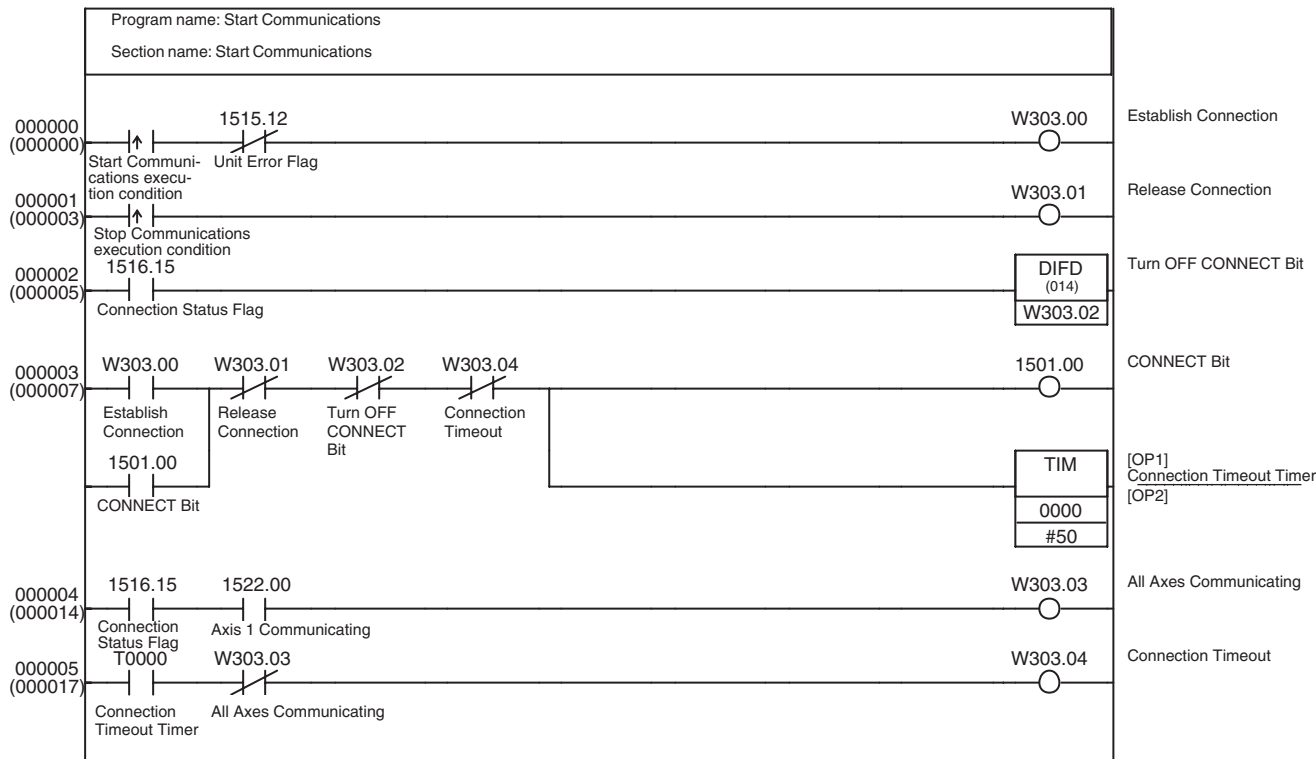 Program name: Start Communications
Section name: Start Communications
000000
(000000)
1515.12
W303.00
Establish Connection
Start Communi-
cations execu-
tion condition
Unit Error Flag
000001
(000003)
W303.01
Release Connection
Stop Communications
execution condition
000002
(000005)
1516.15
DIFD
(014)
W303.02
Turn OFF CONNECT Bit
Connection Status Flag
000003
(000007)
W303.00
W303.01
W303.02
W303.04
1501.00
CONNECT Bit
Establish
Connection
Release
Connection
Turn OFF
CONNECT
Bit
Connection
Timeout
1501.00
CONNECT Bit
TIM
0000
#50
[OP1]
Connection Timeout Timer
[OP2]
000004
(000014)
1516.15
1522.00
W303.03
All Axes Communicating
Connection
Status Flag
Axis 1 Communicating
000005
(000017)
T0000
W303.03
W303.04
Connection Timeout
Connection
Timeout Timer
All Axes Communicating